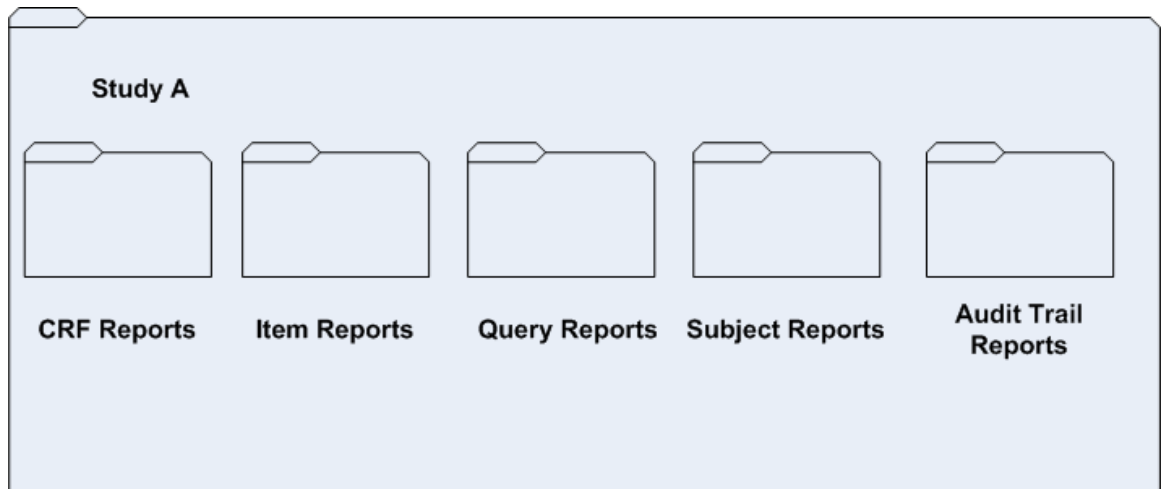 Study A
CRF Reports
Item Reports
Query Reports
Subject Reports
Audit Trail
Reports